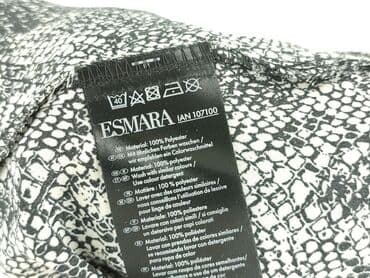 40
ESMARA IAN 107100
Material: 100% Polyester
Mit ähnlichen Farben waschen /
wir empfehlen ein Colorwaschmittel
Material: 100% Polyester
Wash with similar colours /
Use colour detergent.
Matière : 100 % polyester
Laver avec des couleurs similaires /
nous conseillons l'utilisation de lessive
pour linge de couleur.
Materiale: 100% poliestere
Lavare con colori simili / si consiglia
un detersivo per capi colorati.
Material: 100% poliéster
Lavar con prendas de colores similares /
Se recomienda lavar con detergente
para ropa de color.
Material: 100% poliéster
Lavar com roupa de cores semelhantes /